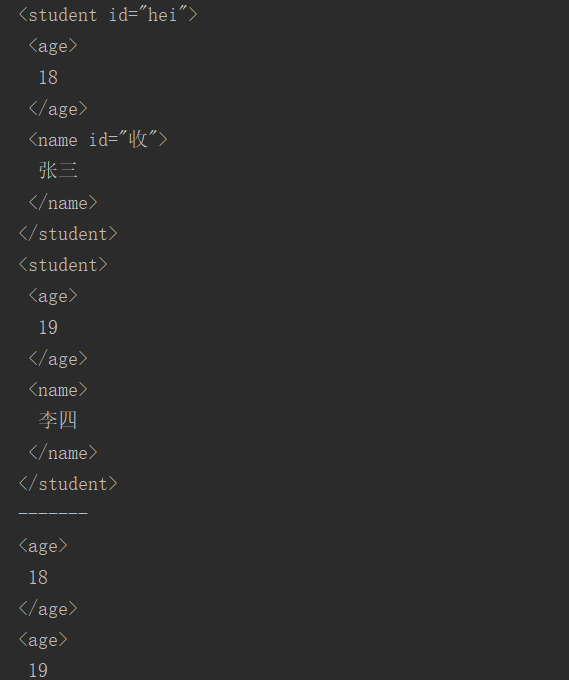 <student id="hei">
 <age>
  18
 </age>
 <name id="收">
  张三
 </name>
</student>
<student>
 <age>
  19
 </age>
 <name>
  李四
 </name>
</student>
-------
<age>
 18
</age>
<age>
 19